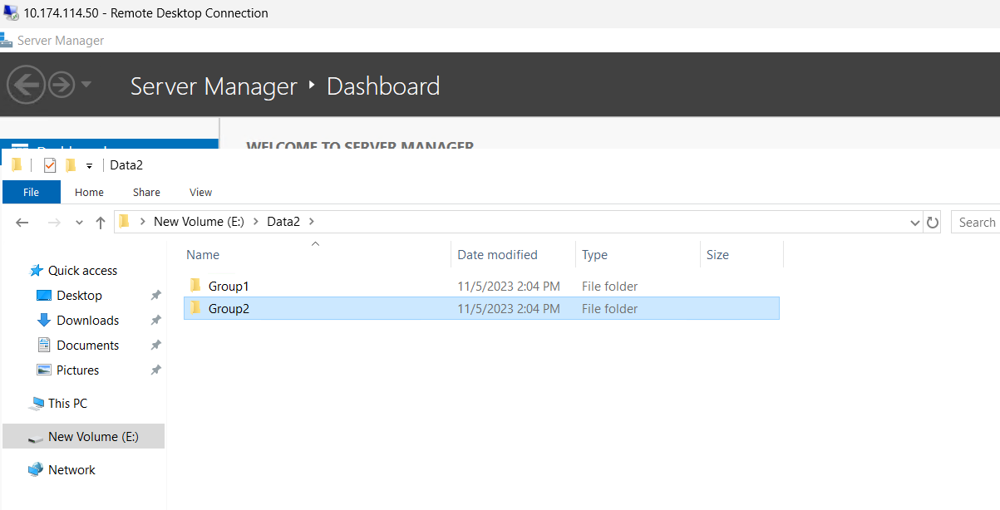 10.174.114.50 - Remote Desktop Connection
Server Manager
Server Manager Dashboard
WELCOME TO SERVER MANAGER
Data2
File Home Share View
New Volume (E:) > Data2 >
Search
Name Date modified Type Size
Quick access
Desktop
Downloads
Documents
Pictures
This PC
New Volume (E:)
Network
Group1 11/5/2023 2:04 PM File folder
Group2 11/5/2023 2:04 PM File folder